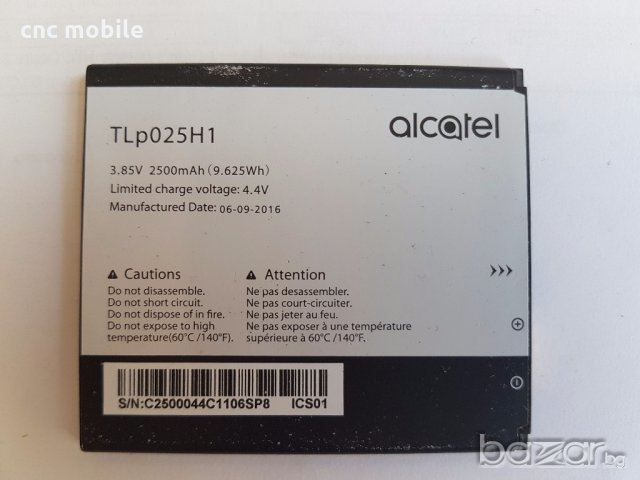 cnc mobile
alcatel
TLp025H1
3.85V 2500mAh (9.625Wh)
Limited charge voltage: 4.4V
Manufactured Date: 06-09-2016
Cautions
Do not disassemble.
Do not short circuit.
Do not dispose of in fire.
Do not expose to high
temperature(60°C /140°F).
Attention
Ne pas desassembler.
Ne pas court-circuiter.
Ne pas jeter au feu.
Ne pas exposer à une température
supérieure à 60°C /140°F.
S/N:C2500044C1106SP8 ICS01
bazar.bg